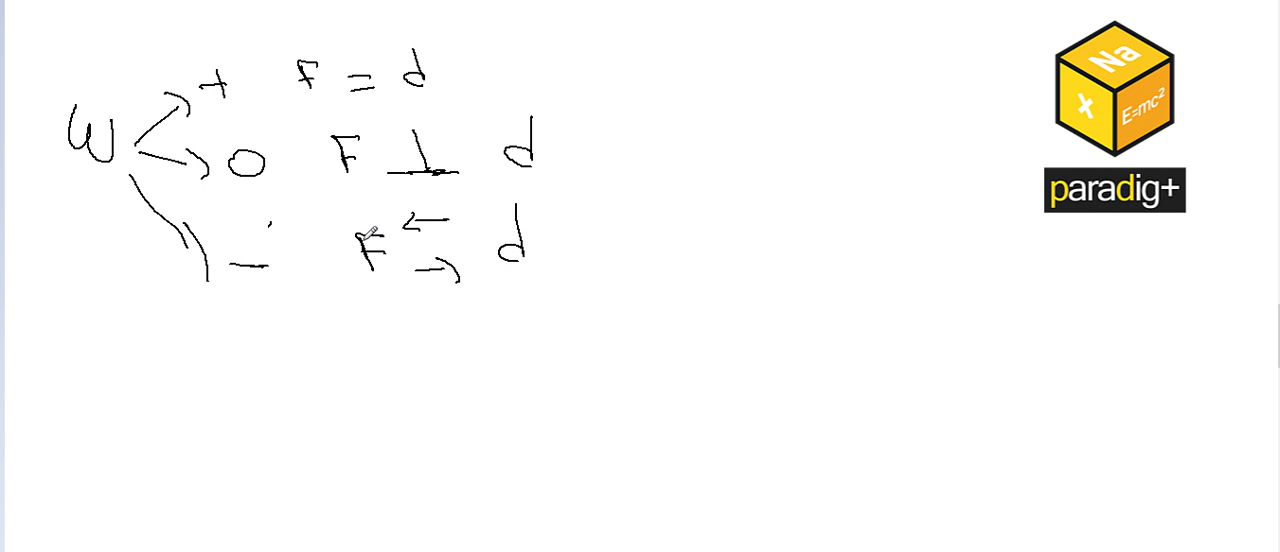 W → + F = d
→ 0 F ⊥ d
→ - F ← → d
Na
x E=mc²
paradig+